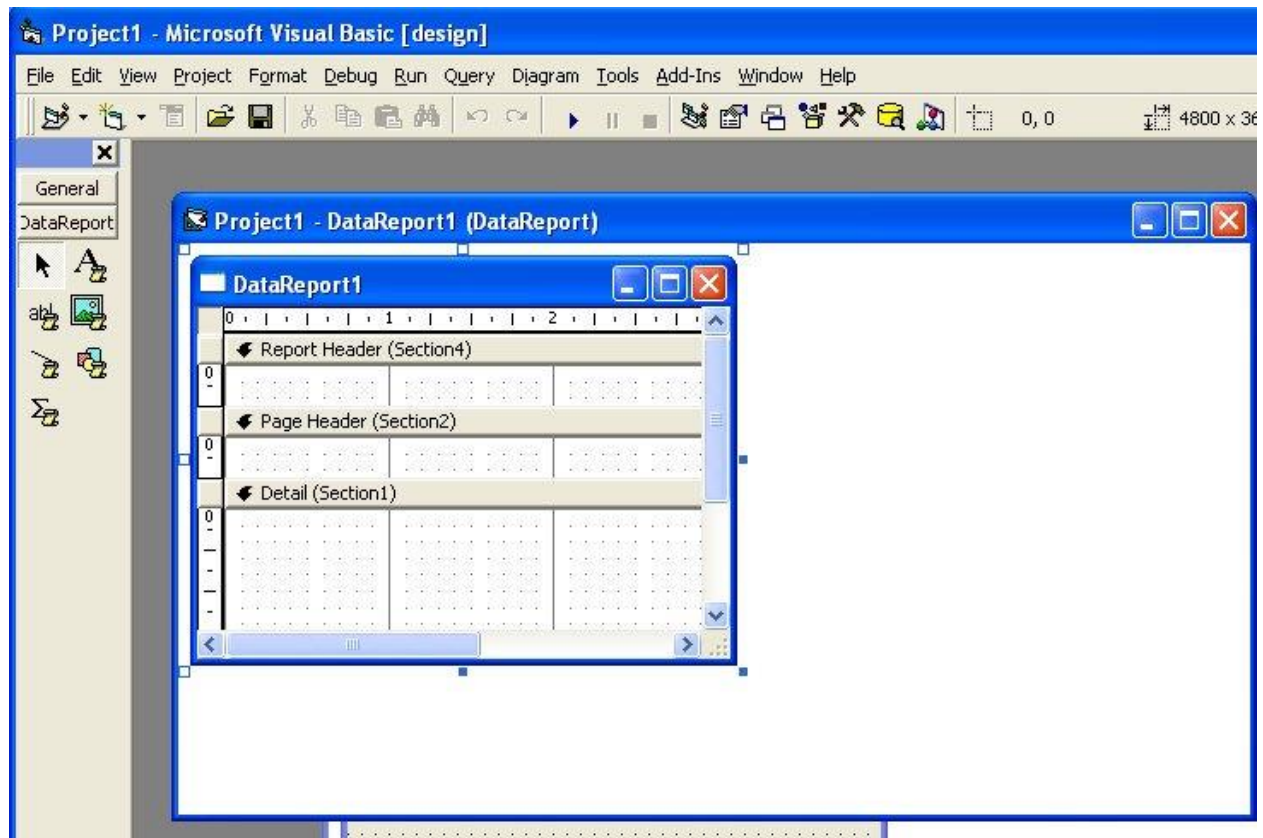 Project1 - Microsoft Visual Basic [design]
File Edit View Project Format Debug Run Query Diagram Tools Add-Ins Window Help
0, 0 4800 x 36
General
DataReport
Project1 - DataReport1 (DataReport)
A
abl
DataReport1
0 1 2
Report Header (Section4)
0
Page Header (Section2)
0
Detail (Section1)
0
Σ